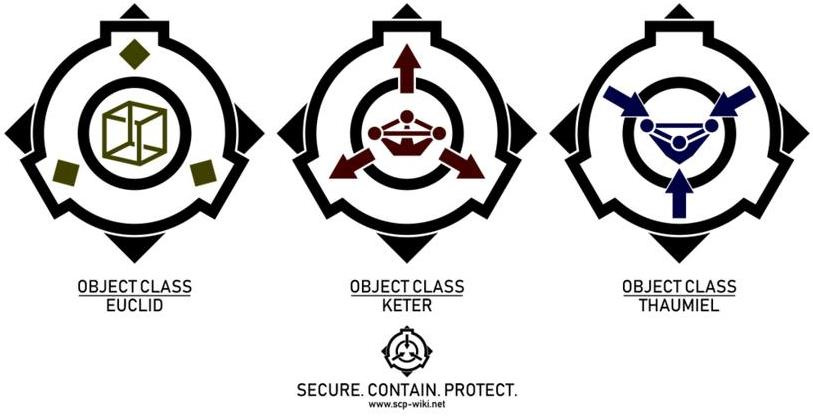 OBJECT CLASS
EUCLID
OBJECT CLASS
KETER
OBJECT CLASS
THAUMIEL
SECURE. CONTAIN. PROTECT.
www.scp-wiki.net